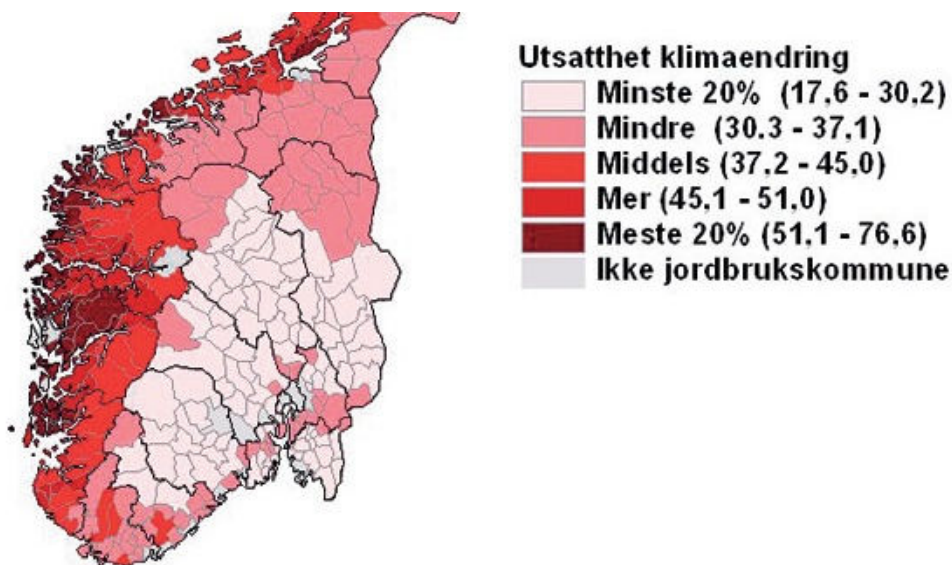 Utsatthet klimaendring
Minste 20% (17,6 - 30,2)
Mindre (30.3 - 37,1)
Middels (37,2 - 45,0)
Mer (45,1 - 51,0)
Meste 20% (51,1 - 76,6)
Ikke jordbrukskommune